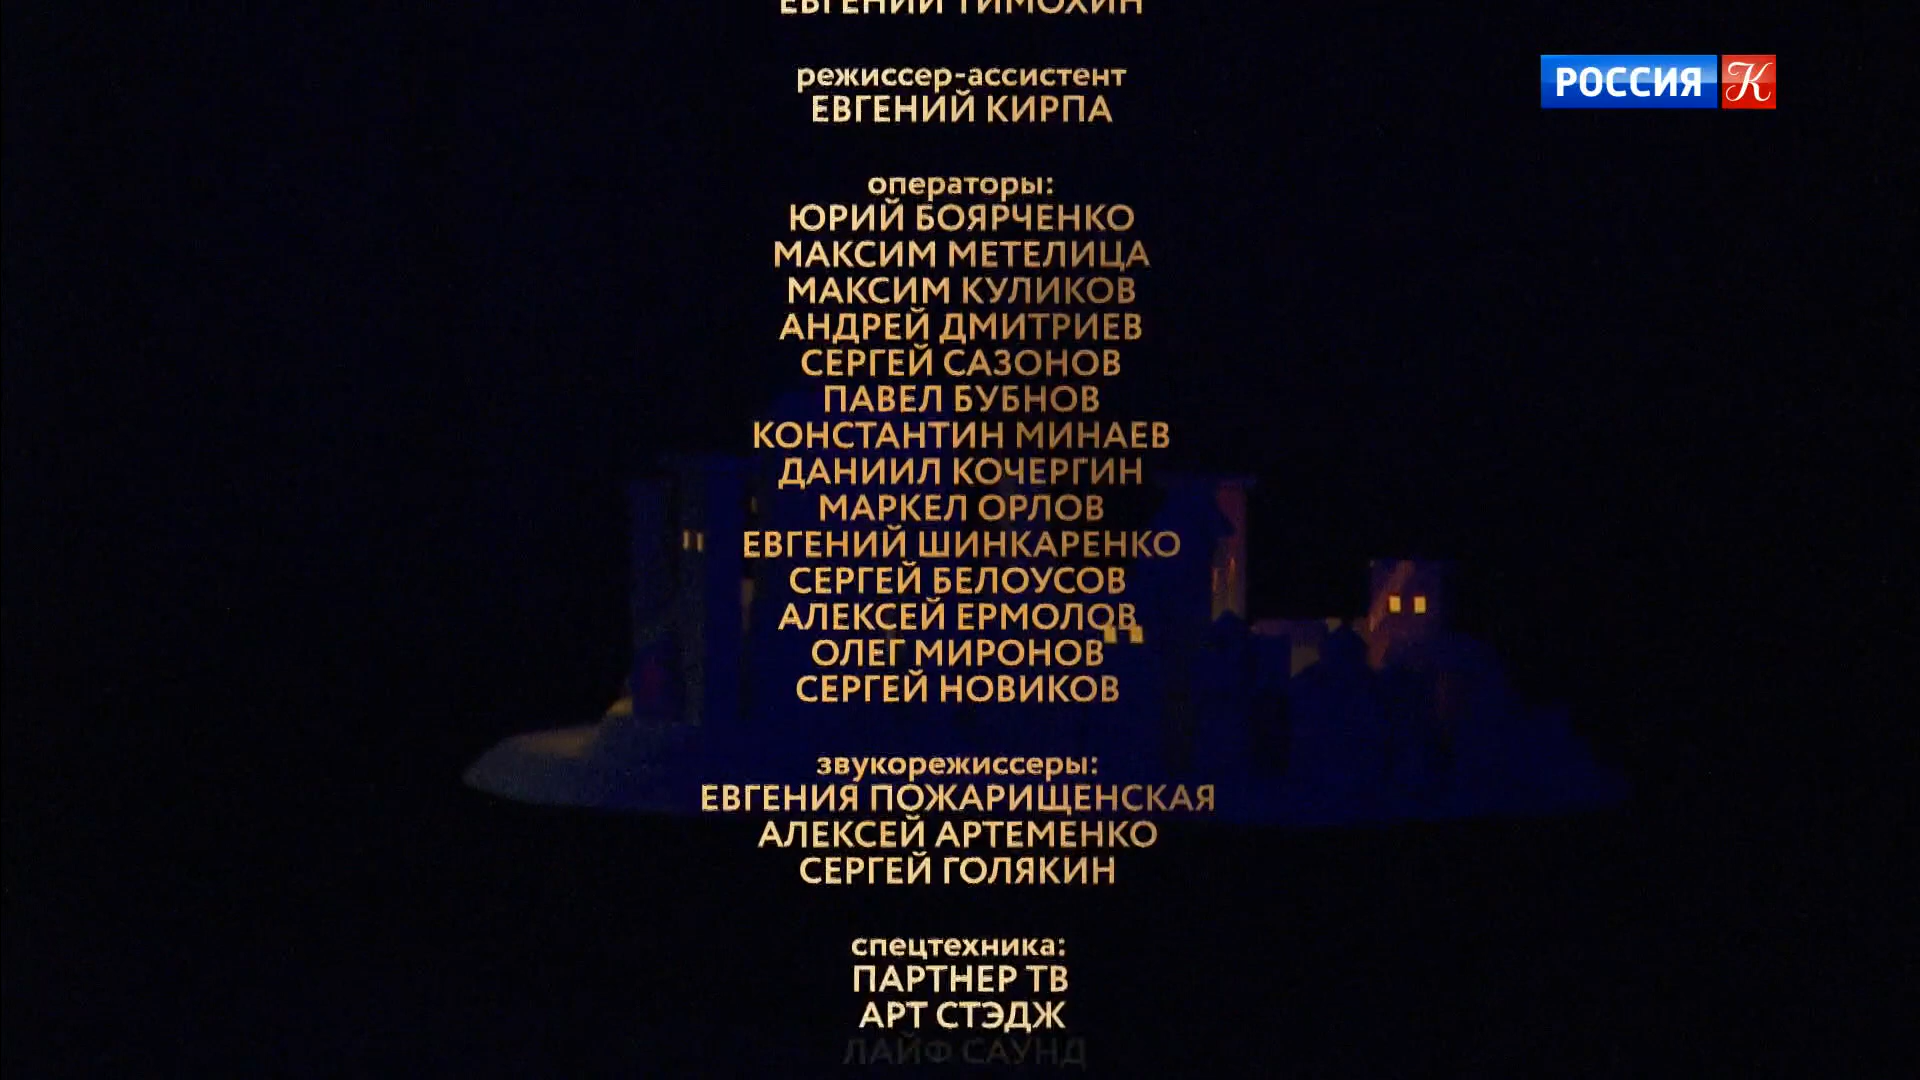 ЕВГЕНИЙ ТИМОХИН
РОССИЯ К
режиссер-ассистент
ЕВГЕНИЙ КИРПА
операторы:
ЮРИЙ БОЯРЧЕНКО
МАКСИМ МЕТЕЛИЦА
МАКСИМ КУЛИКОВ
АНДРЕЙ ДМИТРИЕВ
СЕРГЕЙ САЗОНОВ
ПАВЕЛ БУБНОВ
КОНСТАНТИН МИНАЕВ
ДАНИИЛ КОЧЕРГИН
МАРКЕЛ ОРЛОВ
ЕВГЕНИЙ ШИНКАРЕНКО
СЕРГЕЙ БЕЛОУСОВ
АЛЕКСЕЙ ЕРМОЛОВ
ОЛЕГ МИРОНОВ
СЕРГЕЙ НОВИКОВ
звукорежиссеры:
ЕВГЕНИЯ ПОЖАРИЩЕНСКАЯ
АЛЕКСЕЙ АРТЕМЕНКО
СЕРГЕЙ ГОЛЯКИН
спецтехника:
ПАРТНЕР ТВ
АРТ СТЭДЖ
ЛАЙФ САУНД